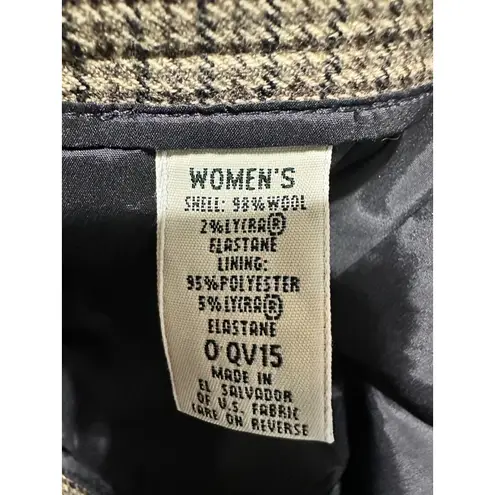 WOMEN'S
SHELL: 98% WOOL
2% LYCRA®
ELASTANE
LINING:
95% POLYESTER
5% LYCRA®
ELASTANE
O QV15
MADE IN
EL SALVADOR
OF U.S. FABRIC
CARE ON REVERSE